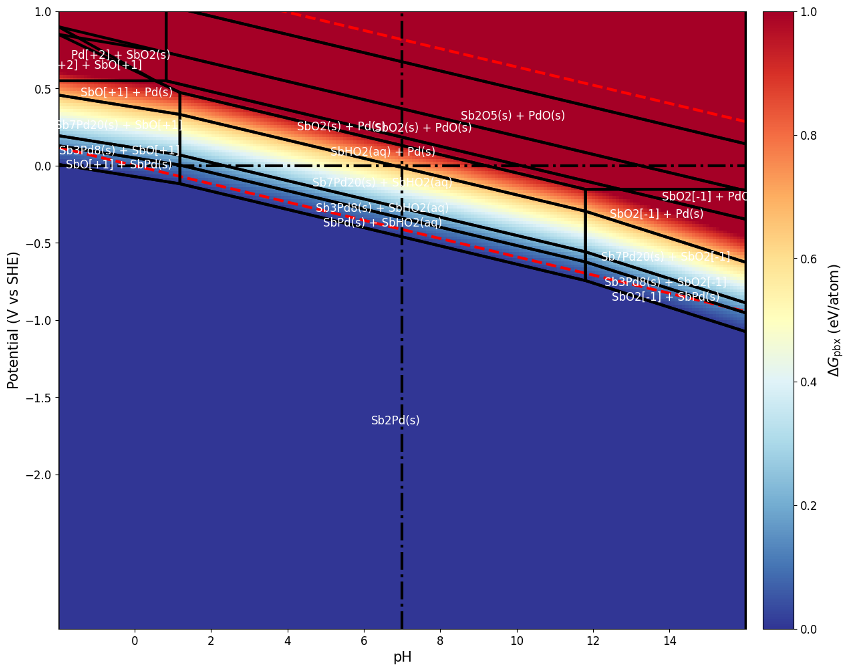 1.0
0.5
0.0
−0.5
−1.0
−1.5
−2.0
Potential (V vs SHE)
Pd[+2] + SbO2(s)
+2] + SbO[+1]
SbO[+1] + Pd(s)
Sb7Pd20(s) + SbO[+1]
Sb3Pd8(s) + SbO[+1]
SbO[+1] + SbPd(s)
Sb2O5(s) + PdO(s)
SbO2(s) + Pd(s)
SbO2(s) + PdO(s)
SbHO2(aq) + Pd(s)
Sb7Pd20(s) + SbHO2(aq)
Sb3Pd8(s) + SbHO2(aq)
SbPd(s) + SbHO2(aq)
SbO2[-1] + PdO
SbO2[-1] + Pd(s)
Sb7Pd20(s) + SbO2[-1]
Sb3Pd8(s) + SbO2[-1]
SbO2[-1] + SbPd(s)
Sb2Pd(s)
0 2 4 6 8 10 12 14
pH
1.0
0.8
0.6
0.4
0.2
0.0
ΔGpbx (eV/atom)